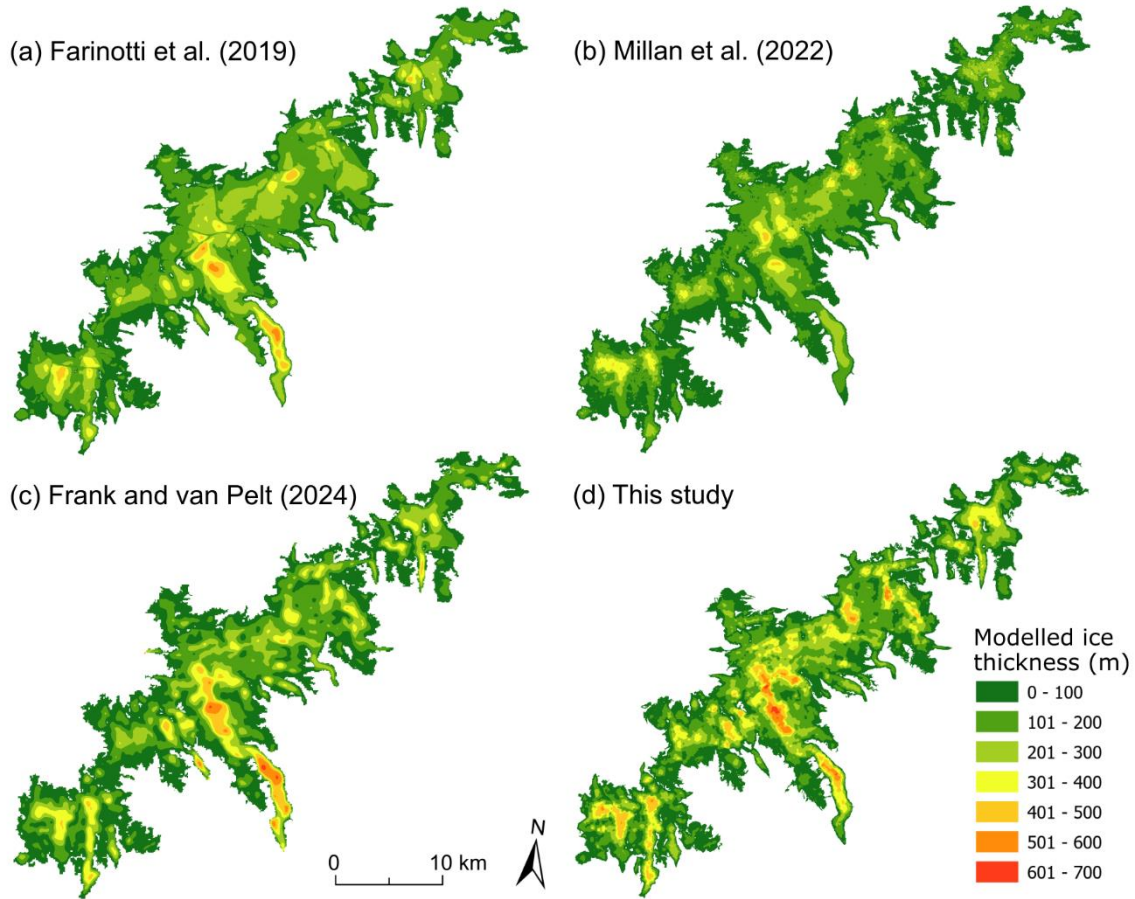 (a) Farinotti et al. (2019)
(b) Millan et al. (2022)
(c) Frank and van Pelt (2024)
(d) This study
Modelled ice
thickness (m)
0 - 100
101 - 200
201 - 300
301 - 400
401 - 500
501 - 600
601 - 700
N
0 10 km